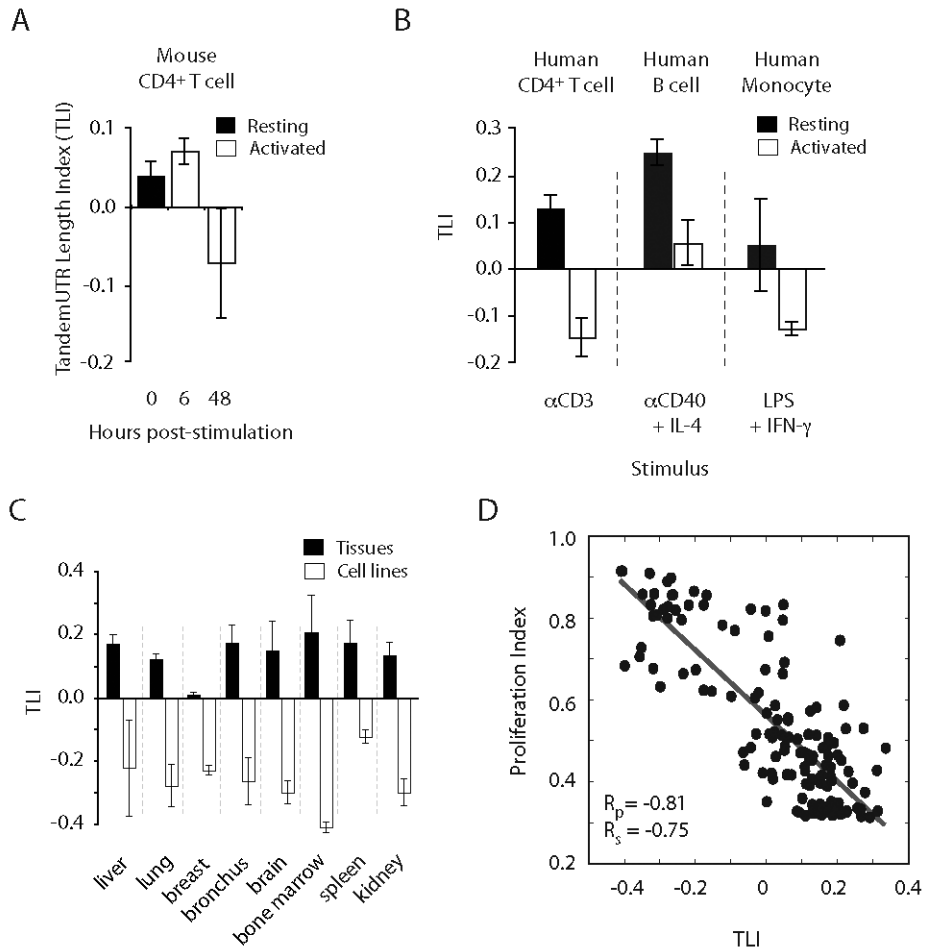 A
Mouse
CD4+ T cell
TandemUTR Length Index (TLI)
Resting
Activated
0.1
0.0
-0.1
-0.2
0 6 48
Hours post-stimulation
B
Human
CD4+ T cell
Human
B cell
Human
Monocyte
TLI
Resting
Activated
0.3
0.2
0.1
0.0
-0.1
-0.2
αCD3
αCD40
+ IL-4
LPS
+ IFN-γ
Stimulus
C
Tissues
Cell lines
TLI
0.4
0.2
0.0
-0.2
-0.4
liver
lung
breast
bronchus
brain
bone marrow
spleen
kidney
D
Proliferation Index
1.0
0.8
0.6
0.4
0.2
Rp = -0.81
Rs = -0.75
-0.4 -0.2 0 0.2 0.4
TLI